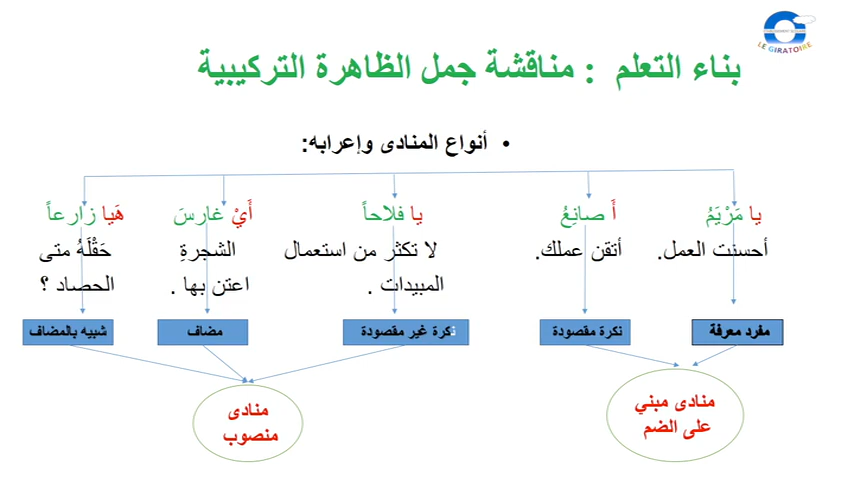 LE GIRATOIRE
بناء التعلم : مناقشة جمل الظاهرة التركيبية
• أنواع المنادى وإعرابه:
يا مَرْيَمُ
أحسنت العمل.
أَ صانِعُ
أتقن عملك.
يا فلاحاً
لا تكثر من استعمال
المبيدات .
أَيْ غارسَ
الشجرةِ
اعتن بها .
هَيا زارعاً
حَقْلَهُ متى
الحصاد ؟
مفرد معرفة
نكرة مقصودة
نكرة غير مقصودة
مضاف
شبيه بالمضاف
منادى مبني
على الضم
منادى
منصوب